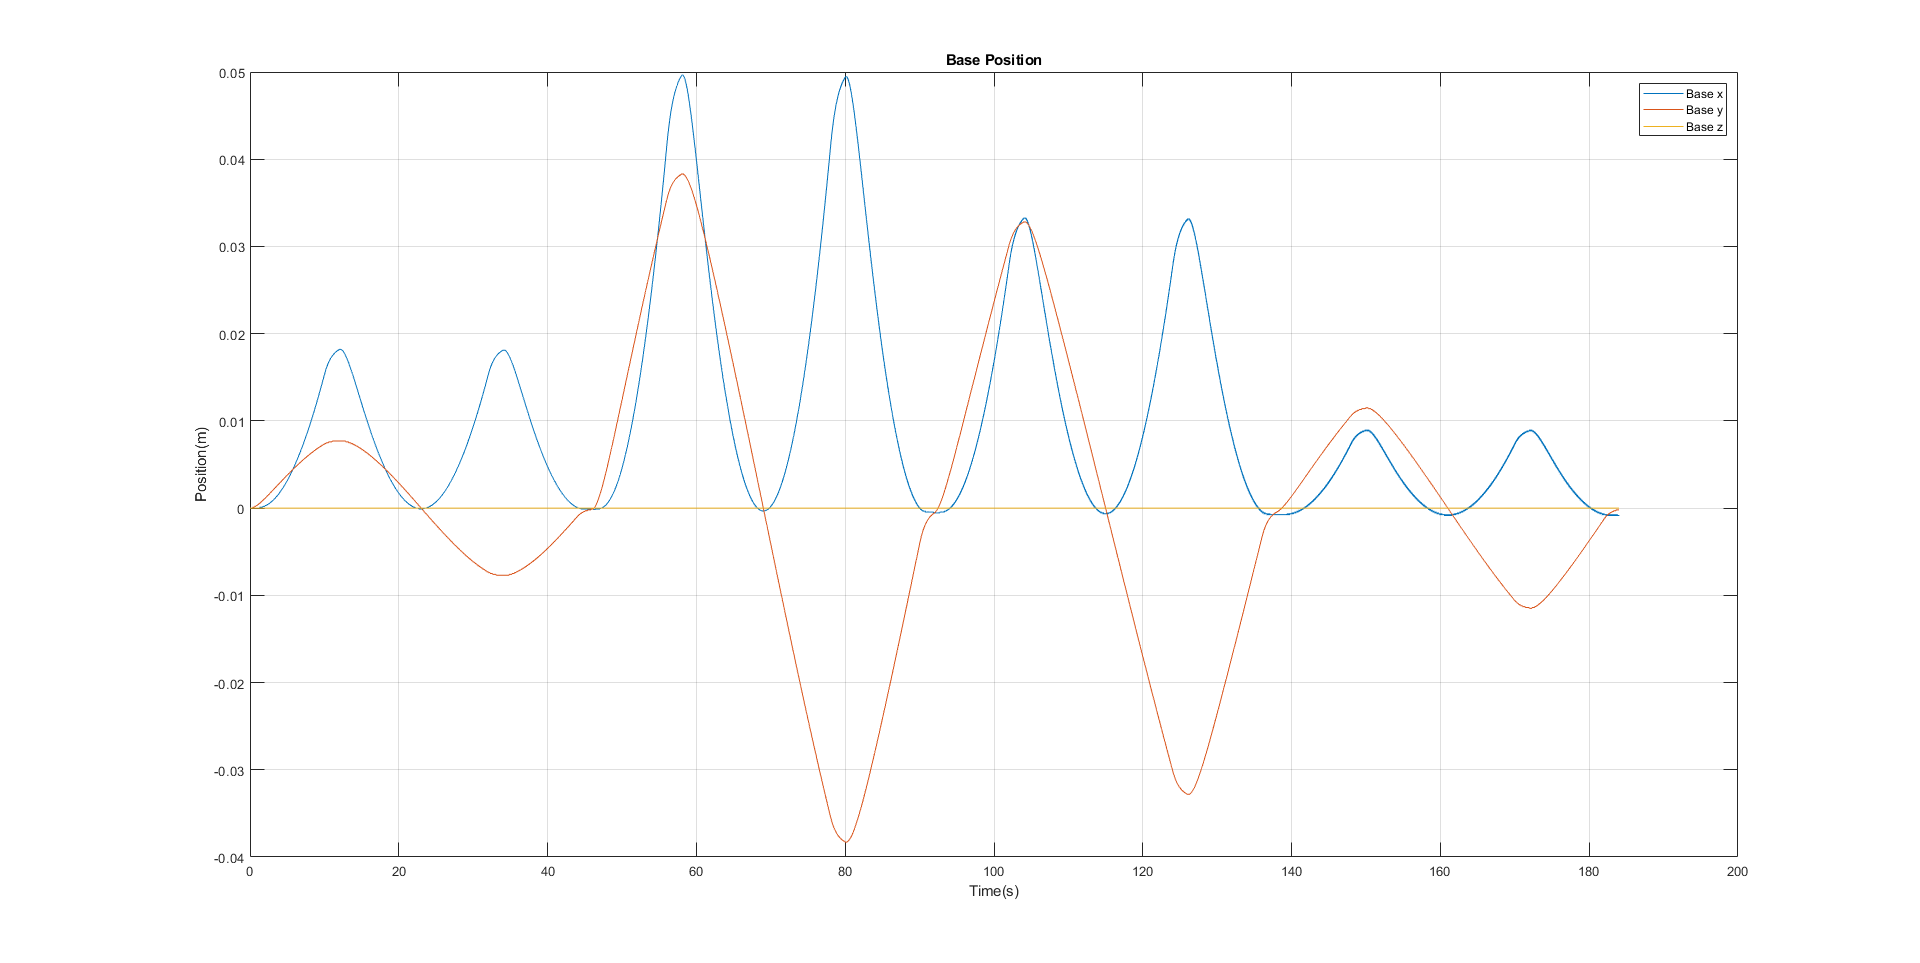 Base Position
0.05
0.04
0.03
0.02
0.01
0
-0.01
-0.02
-0.03
-0.04
Position(m)
Base x
Base y
Base z
0 20 40 60 80 100 120 140 160 180 200
Time(s)